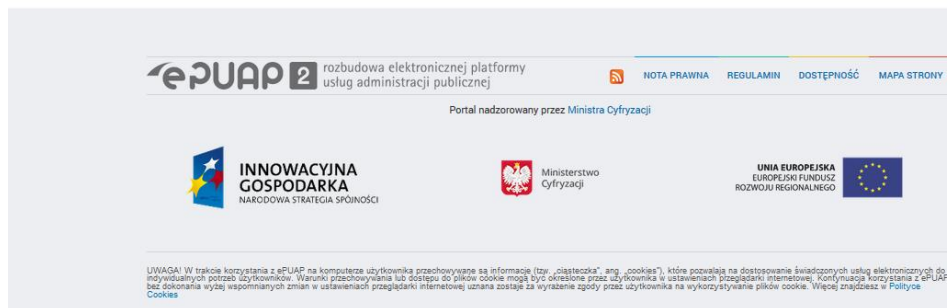 ePUAP 2 rozbudowa elektronicznej platformy
usług administracji publicznej
NOTA PRAWNA REGULAMIN DOSTĘPNOŚĆ MAPA STRONY
Portal nadzorowany przez Ministra Cyfryzacji
INNOWACYJNA
GOSPODARKA
NARODOWA STRATEGIA SPÓJNOŚCI
Ministerstwo
Cyfryzacji
UNIA EUROPEJSKA
EUROPEJSKI FUNDUSZ
ROZWOJU REGIONALNEGO
UWAGA! W trakcie korzystania z ePUAP na komputerze użytkownika przechowywane są informacje (tzw. „ciasteczka”, ang. „cookies”), które pozwalają na dostosowanie świadczonych usług elektronicznych do
indywidualnych potrzeb użytkowników. Warunki przechowywania lub dostępu do plików cookie mogą być określone przez użytkownika w ustawieniach przeglądarki internetowej. Kontynuacja korzystania z ePUAP
bez dokonania wyżej wspomnianych zmian w ustawieniach przeglądarki internetowej uznana zostaje za wyrażenie zgody przez użytkownika na wykorzystywanie plików cookie. Więcej znajdziesz w Polityce
Cookies